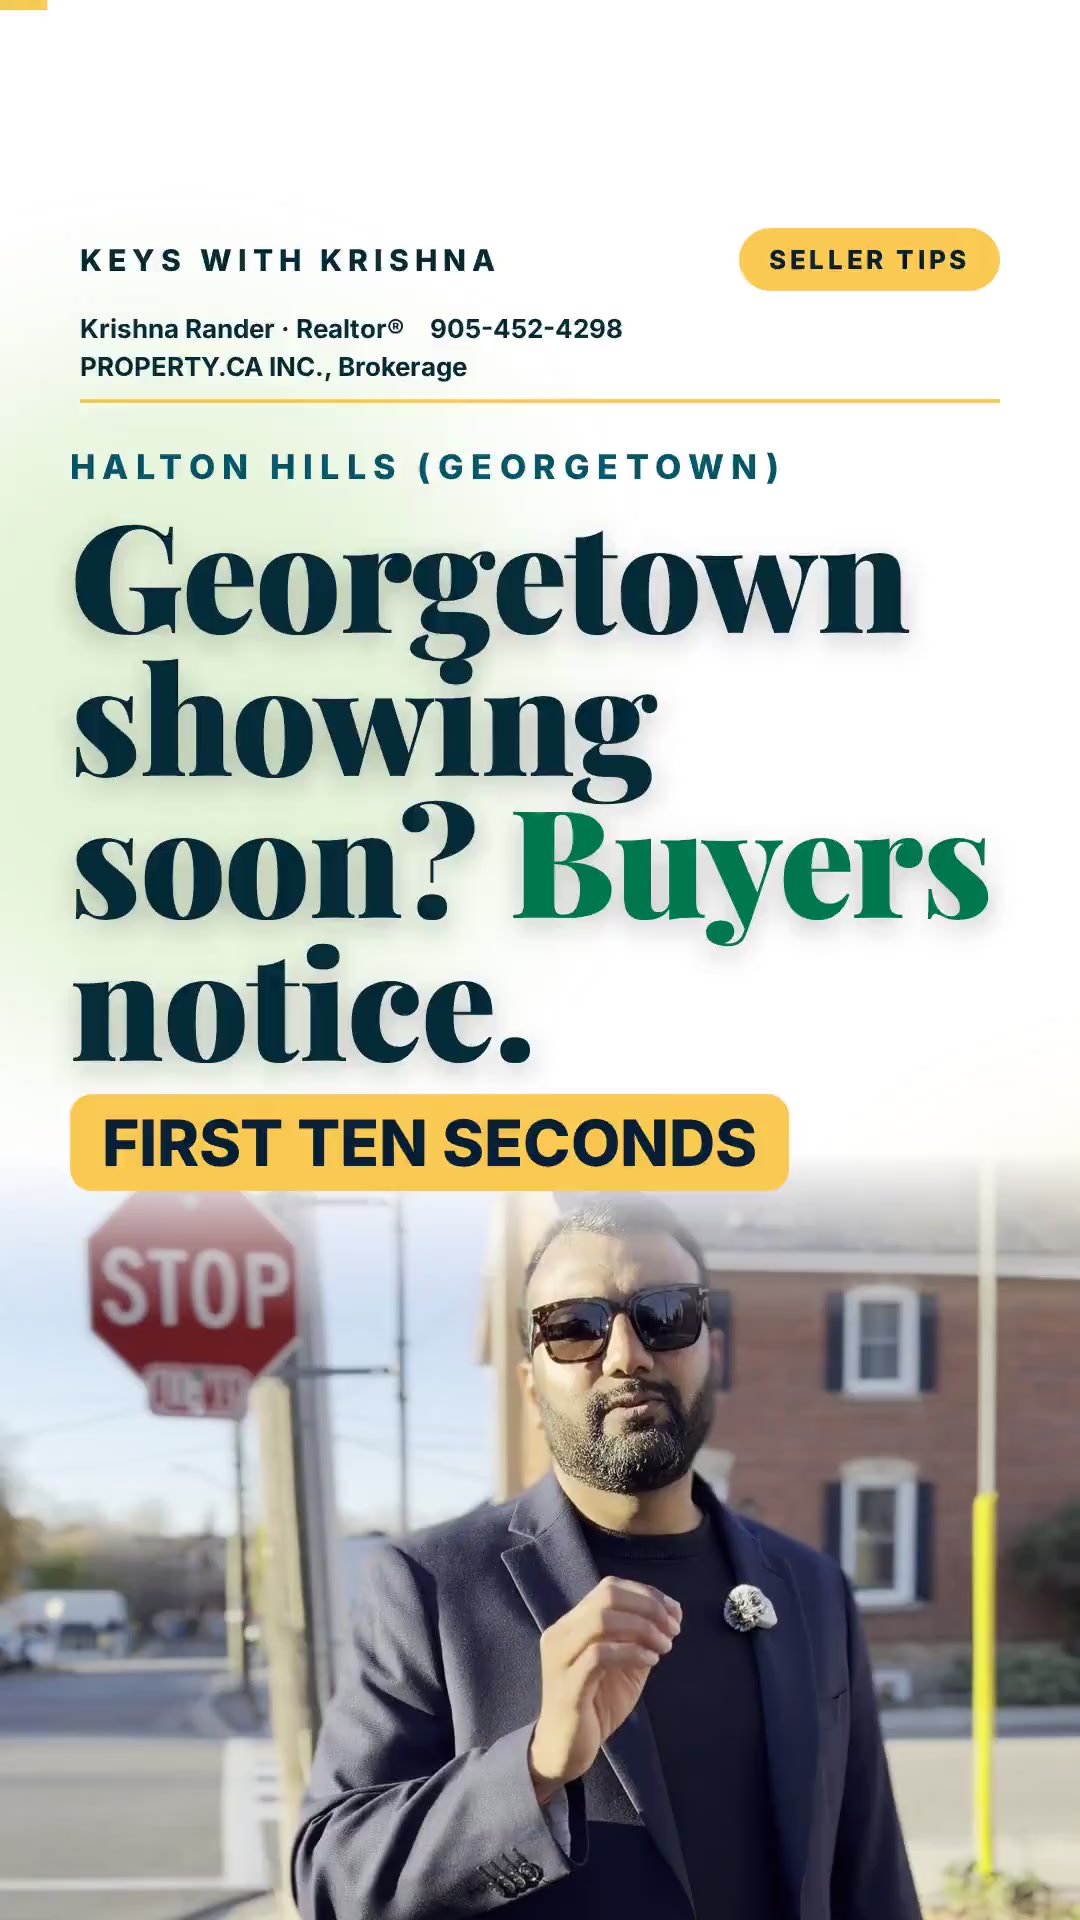 KEYS WITH KRISHNA
SELLER TIPS
Krishna Rander · Realtor® 905-452-4298
PROPERTY.CA INC., Brokerage
HALTON HILLS (GEORGETOWN)
Georgetown
showing
soon? Buyers
notice.
FIRST TEN SECONDS
STOP